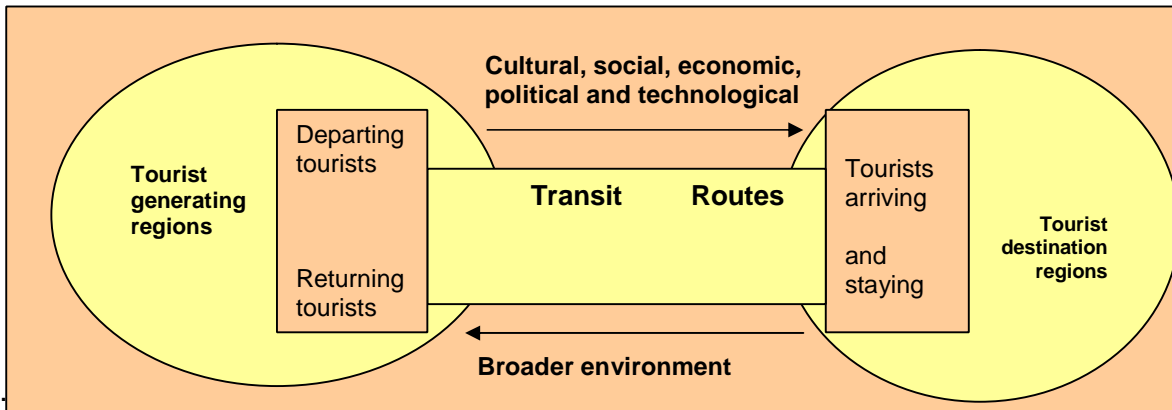 Cultural, social, economic,
political and technological
Departing
tourists
Tourist
generating
regions
Returning
tourists
Transit Routes
Tourists
arriving
and
staying
Tourist
destination
regions
Broader environment